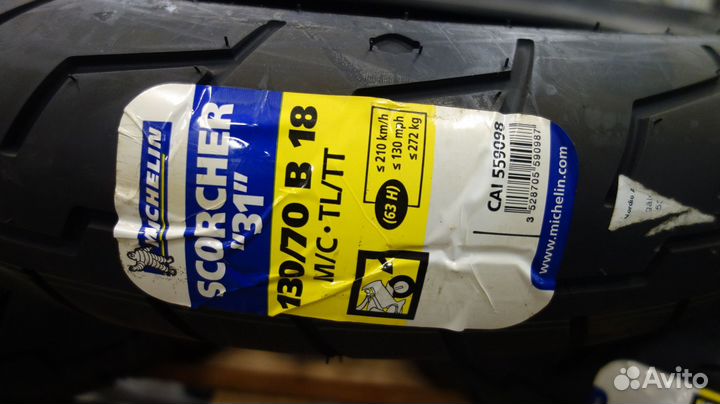 MICHELIN
SCORCHER
"31"
130/70 B 18
M/C · TL/TT
(63 H)
≤ 210 km/h
≤ 130 mph
≤ 272 kg
CAI 559098
3 528705 590987
www.michelin.com
Avito